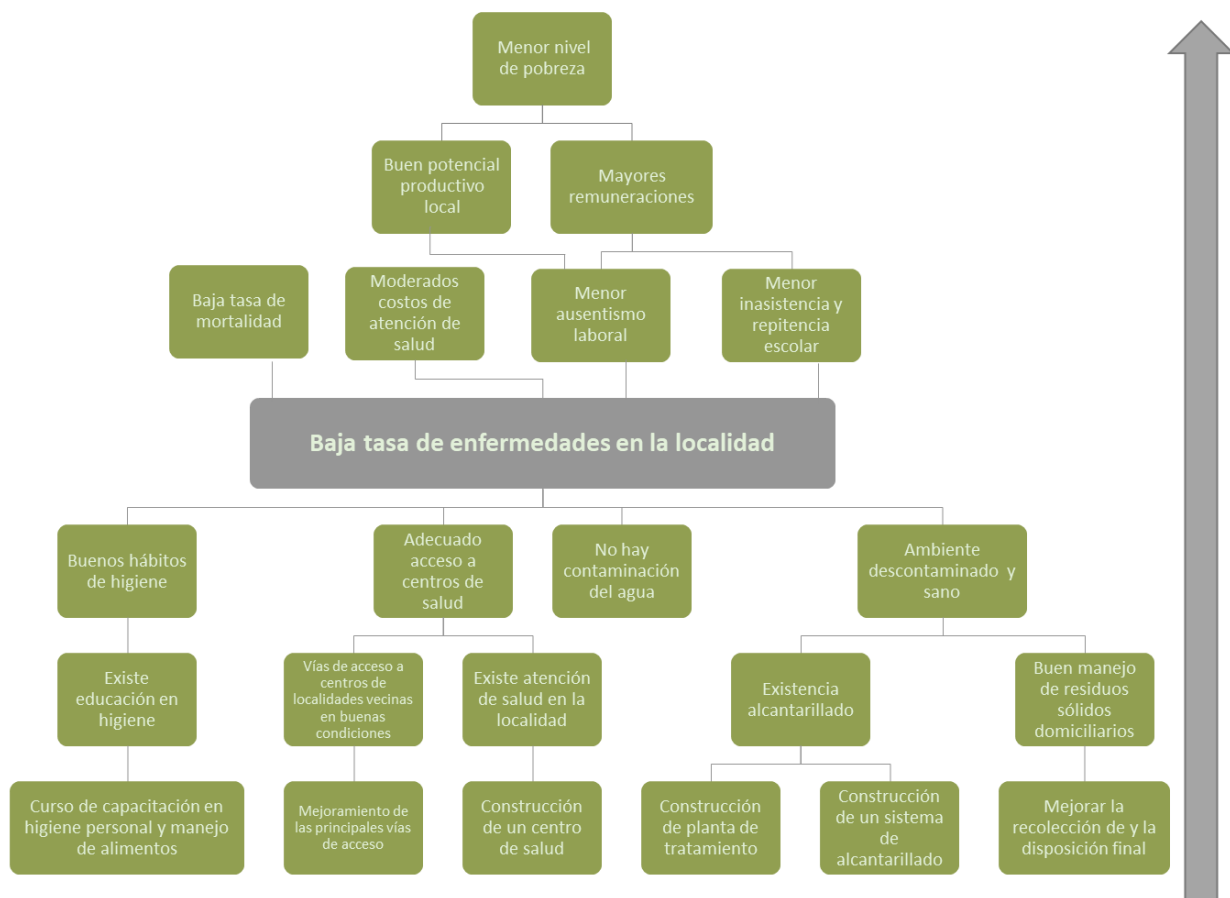 Menor nivel
de pobreza
Buen potencial
productivo
local
Mayores
remuneraciones
Baja tasa de
mortalidad
Moderados
costos de
atención de
salud
Menor
ausentismo
laboral
Menor
inasistencia y
repitencia
escolar
Baja tasa de enfermedades en la localidad
Buenos hábitos
de higiene
Adecuado
acceso a
centros de
salud
No hay
contaminación
del agua
Ambiente
descontaminado y
sano
Existe
educación en
higiene
Vías de acceso a
centros de
localidades vecinas
en buenas
condiciones
Existe atención
de salud en la
localidad
Existencia
alcantarillado
Buen manejo
de residuos
sólidos
domiciliarios
Curso de capacitación en
higiene personal y manejo
de alimentos
Mejoramiento de
las principales vías
de acceso
Construcción
de un centro
de salud
Construcción
de planta de
tratamiento
Construcción
de un sistema
de
alcantarillado
Mejorar la
recolección de y la
disposición final